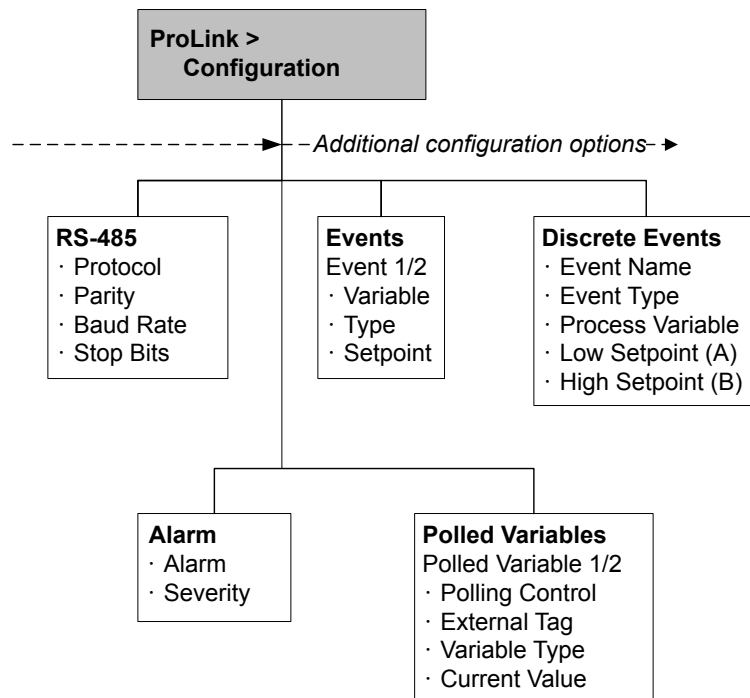 ProLink >
Configuration
Additional configuration options
RS-485
· Protocol
· Parity
· Baud Rate
· Stop Bits
Events
Event 1/2
· Variable
· Type
· Setpoint
Discrete Events
· Event Name
· Event Type
· Process Variable
· Low Setpoint (A)
· High Setpoint (B)
Alarm
· Alarm
· Severity
Polled Variables
Polled Variable 1/2
· Polling Control
· External Tag
· Variable Type
· Current Value